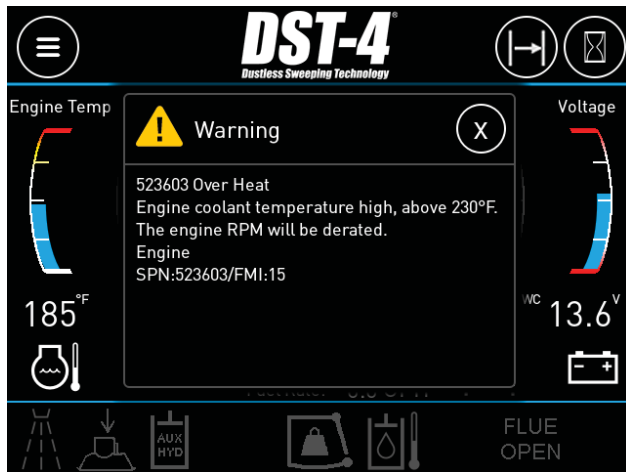 DST-4®
Dustless Sweeping Technology
Engine Temp
Voltage
Warning
X
523603 Over Heat
Engine coolant temperature high, above 230°F.
The engine RPM will be derated.
Engine
SPN:523603/FMI:15
185°F
WC
13.6V
- +
AUX
HYD
FLUE
OPEN